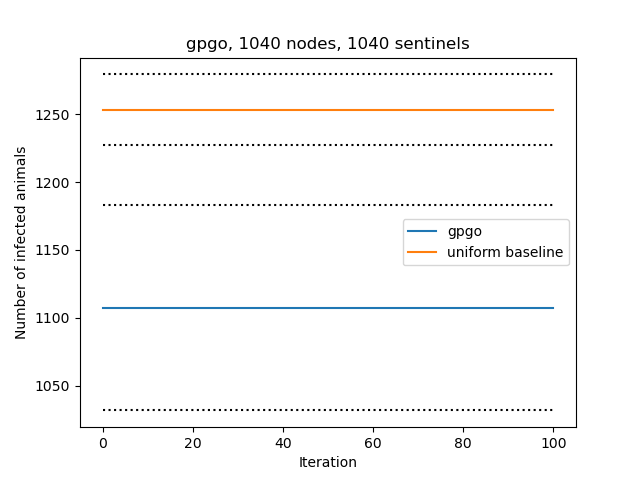 gpgo, 1040 nodes, 1040 sentinels
Number of infected animals
1250
1200
1150
1100
1050
gpgo
uniform baseline
0 20 40 60 80 100
Iteration